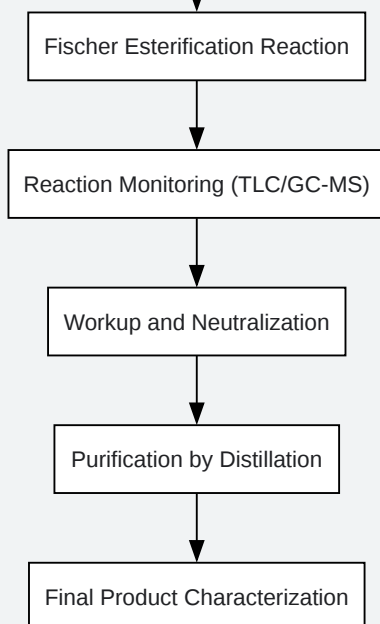 Fischer Esterification Reaction
Reaction Monitoring (TLC/GC-MS)
Workup and Neutralization
Purification by Distillation
Final Product Characterization